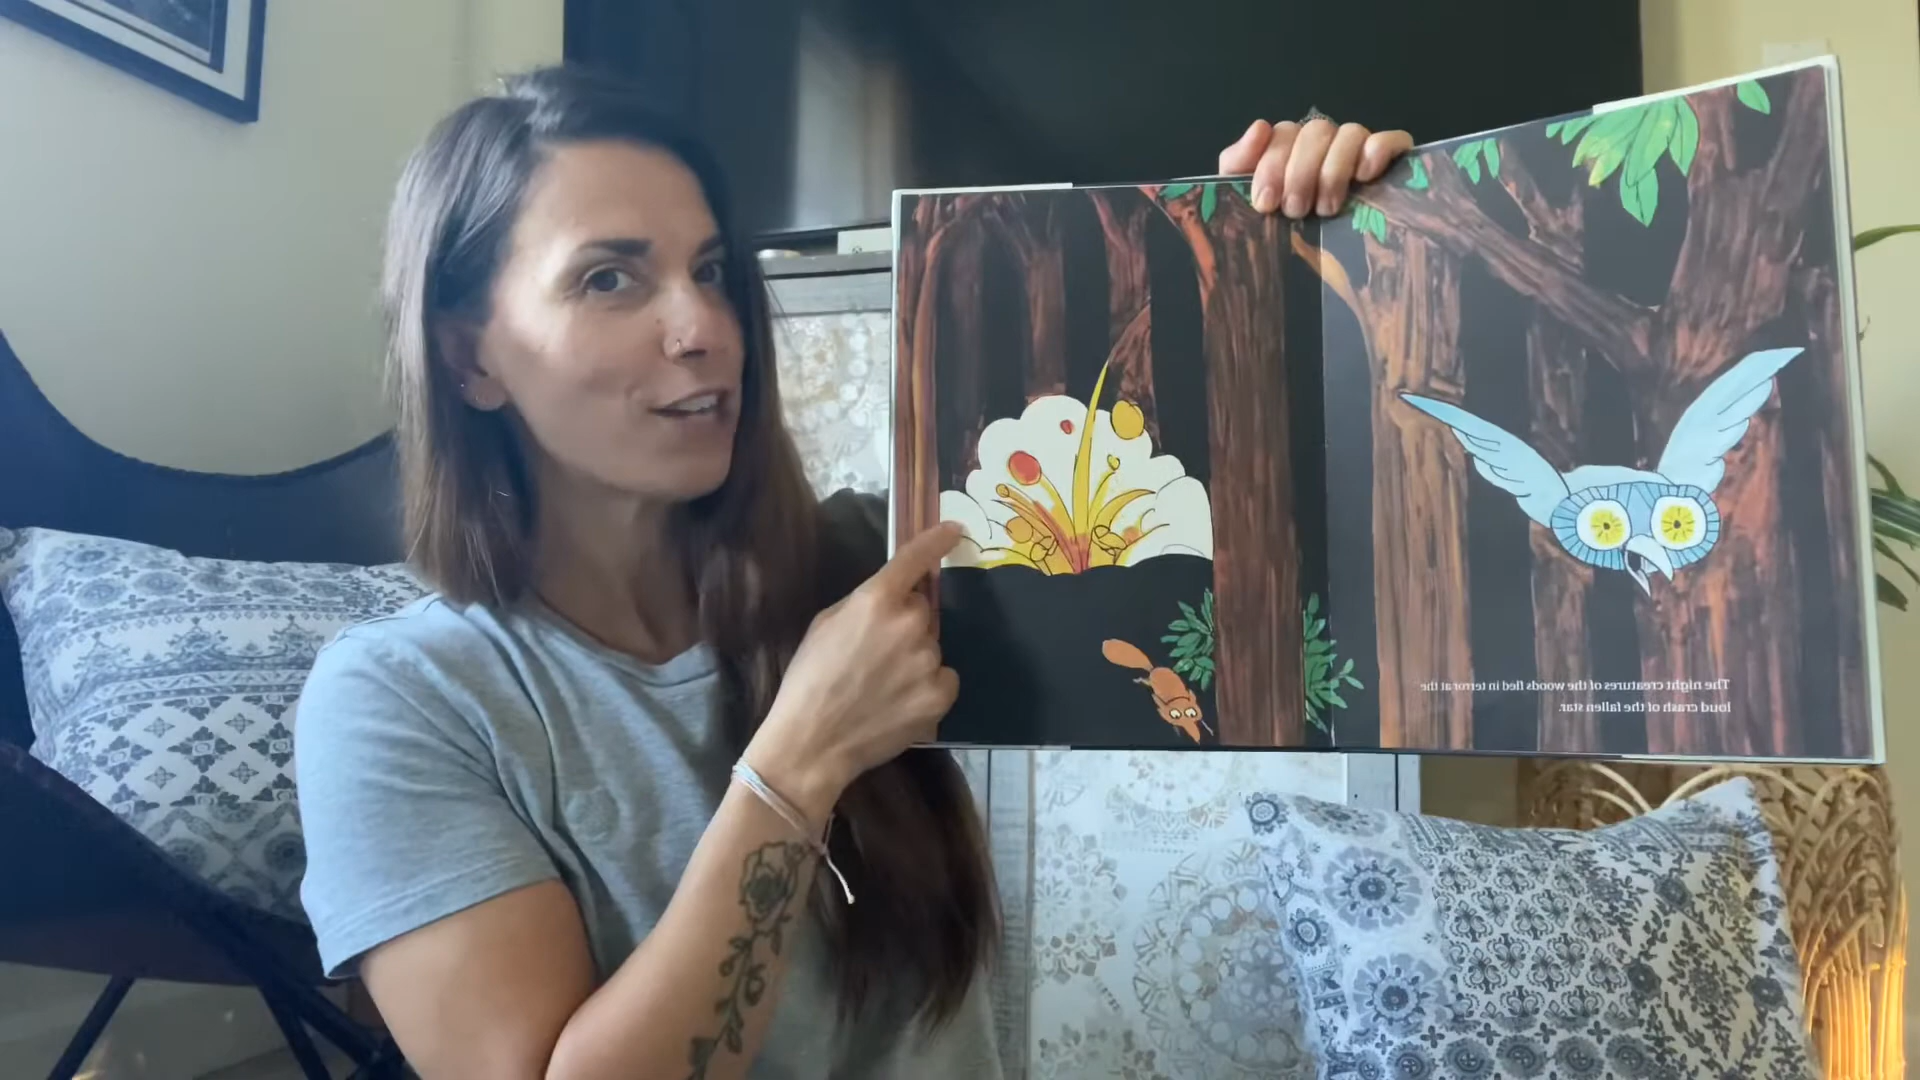 The night creatures of the woods fled in terror at the
loud crash of the fallen star.